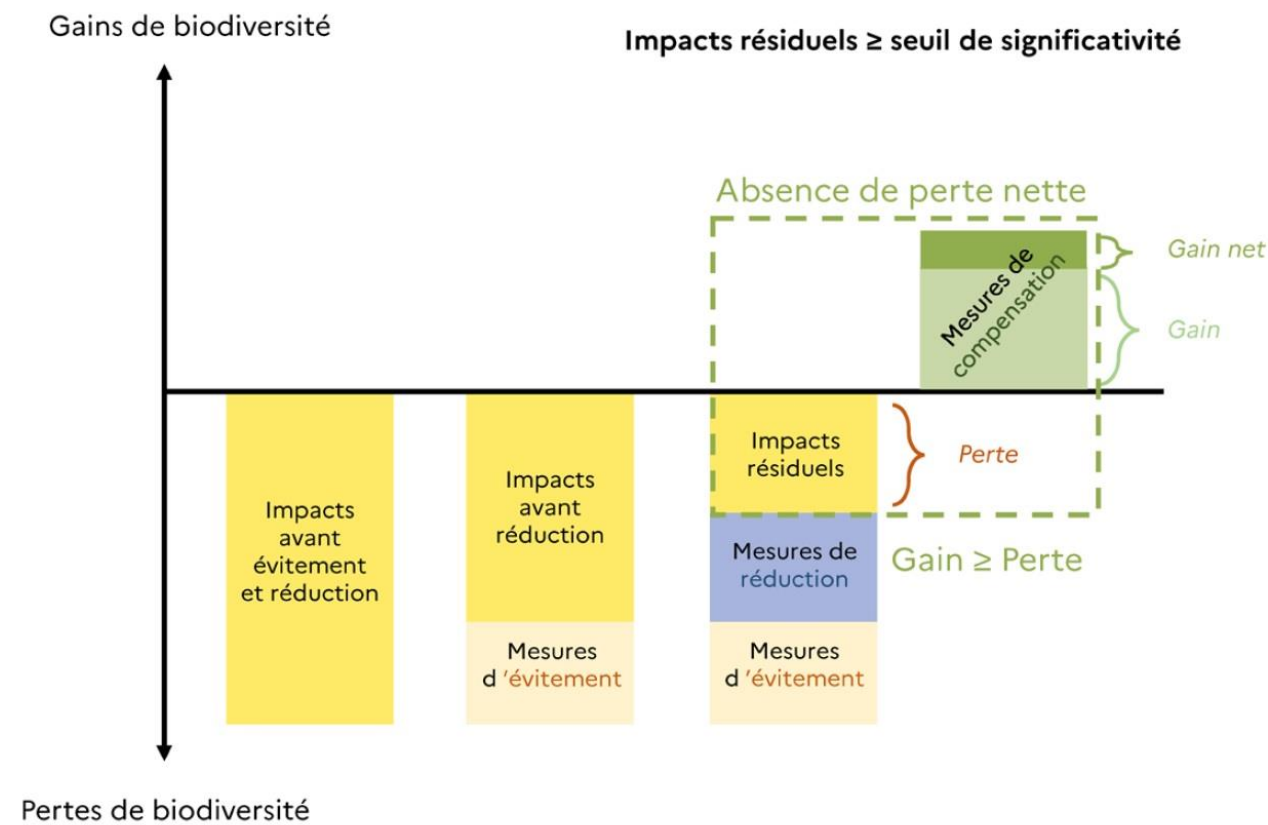 Gains de biodiversité
Impacts résiduels ≥ seuil de significativité
Absence de perte nette
Mesures de
compensation
Gain net
Gain
Impacts
avant
évitement
et réduction
Impacts
avant
réduction
Mesures
d 'évitement
Impacts
résiduels
Perte
Mesures de
réduction
Gain ≥ Perte
Mesures
d 'évitement
Pertes de biodiversité